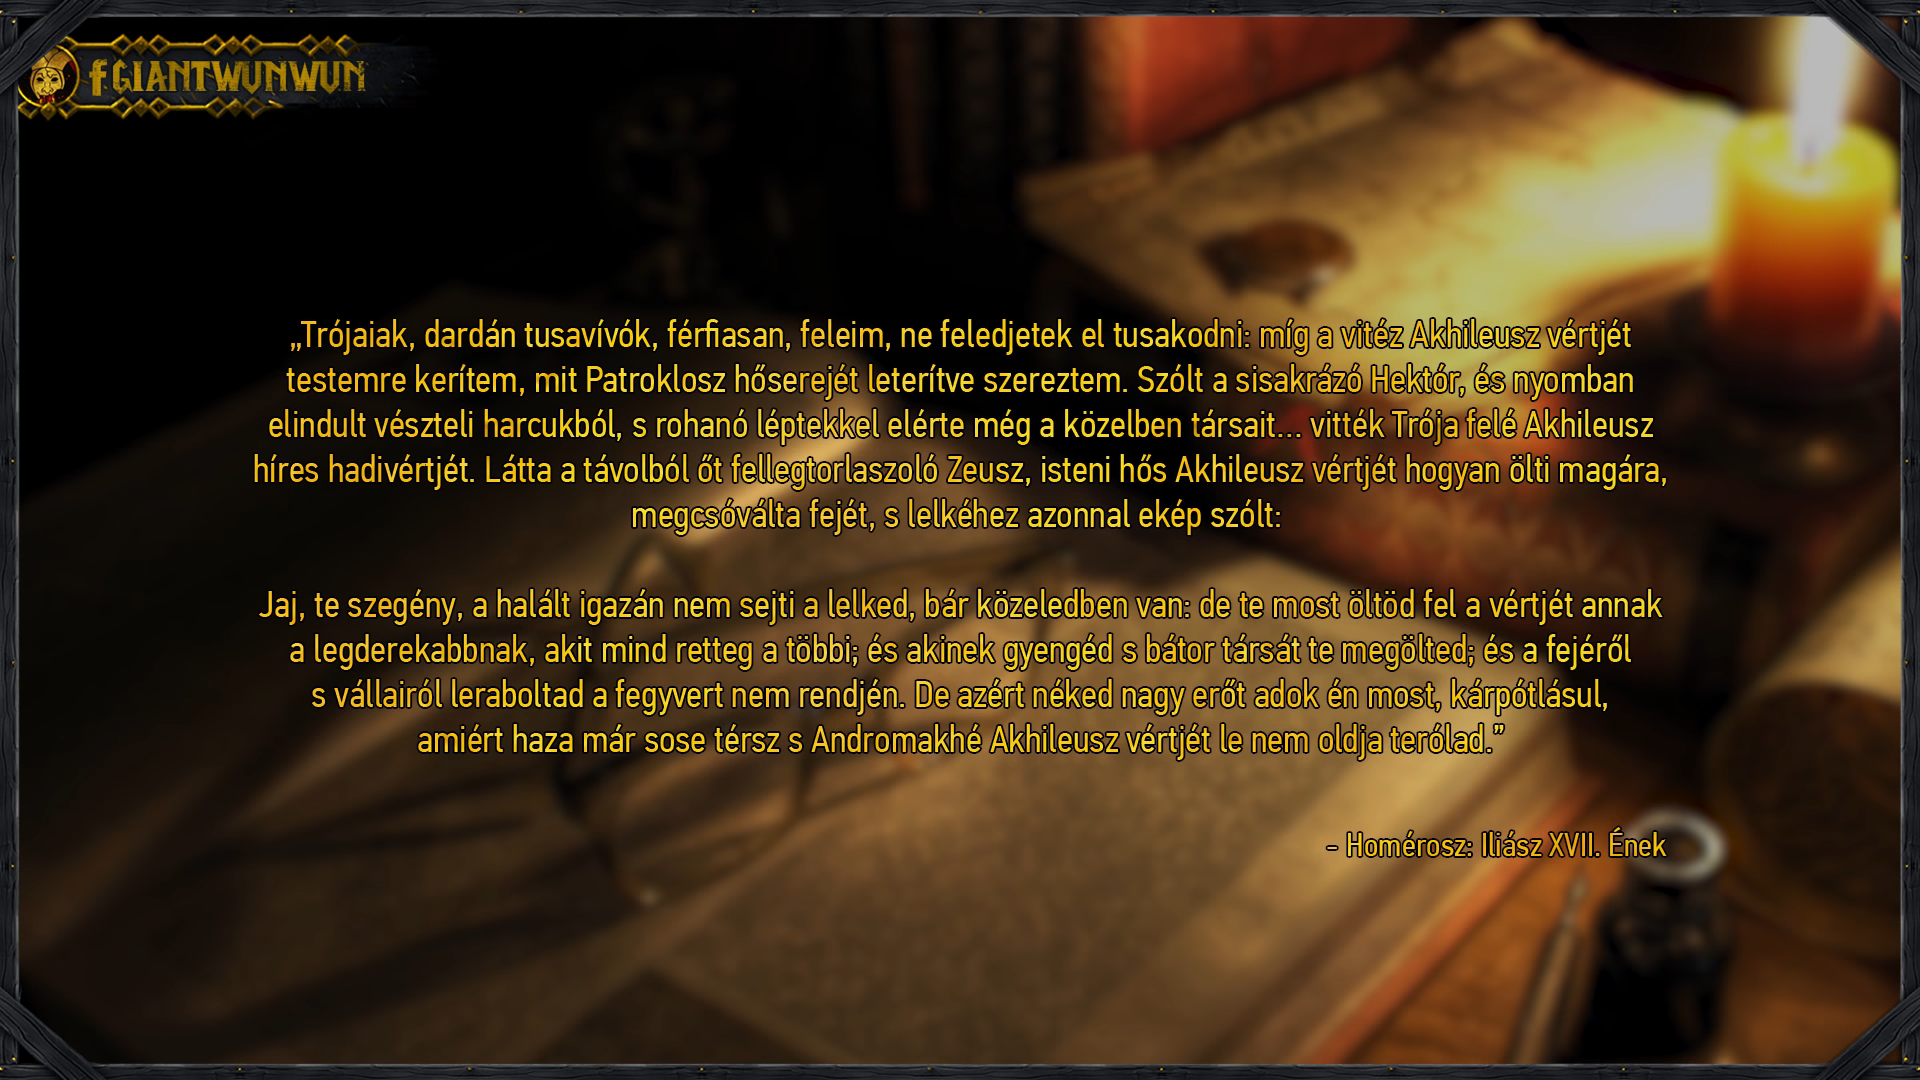 fGIANTWUNWUN
„Trójaiak, dardán tusavívók, férfiasan, feleim, ne feledjetek el tusakodni: míg a vitéz Akhileusz vértjét
testemre kerítem, mit Patroklosz hőserejét leterítve szereztem. Szólt a sisakrázó Hektór, és nyomban
elindult vészteli harcukból, s rohanó léptekkel elérte még a közelben társait... vitték Trója felé Akhileusz
híres hadivértjét. Látta a távolból őt fellegtorlaszoló Zeusz, isteni hős Akhileusz vértjét hogyan ölti magára,
megcsóválta fejét, s lelkéhez azonnal ekép szólt:
Jaj, te szegény, a halált igazán nem sejti a lelked, bár közeledben van: de te most öltöd fel a vértjét annak
a legderekabbnak, akit mind retteg a többi; és akinek gyengéd s bátor társát te megölted; és a fejéről
s vállairól leraboltad a fegyvert nem rendjén. De azért néked nagy erőt adok én most, kárpótlásul,
amiért haza már sose térsz s Andromakhé Akhileusz vértjét le nem oldja terólad.”
- Homérosz: Iliász XVII. Ének